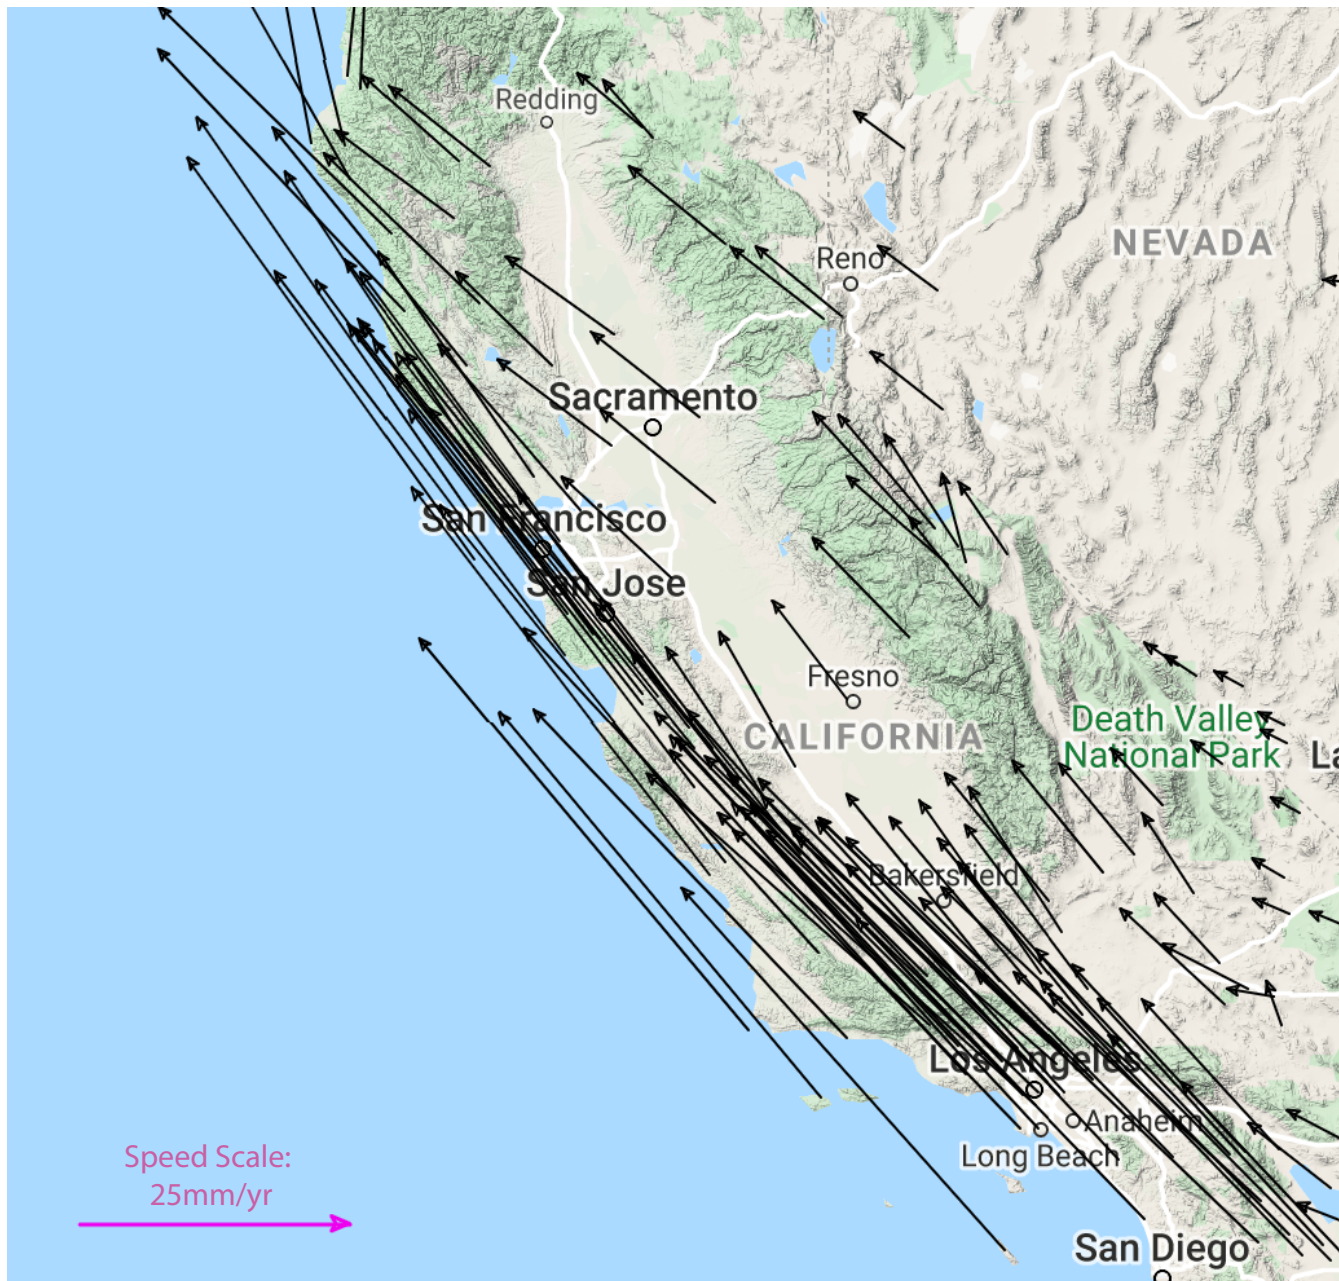 Redding
NEVADA
Reno
Sacramento
San Francisco
San Jose
Fresno
CALIFORNIA
Death Valley
National Park
La
Bakersfield
Los Angeles
Anaheim
Long Beach
Speed Scale:
25mm/yr
San Diego